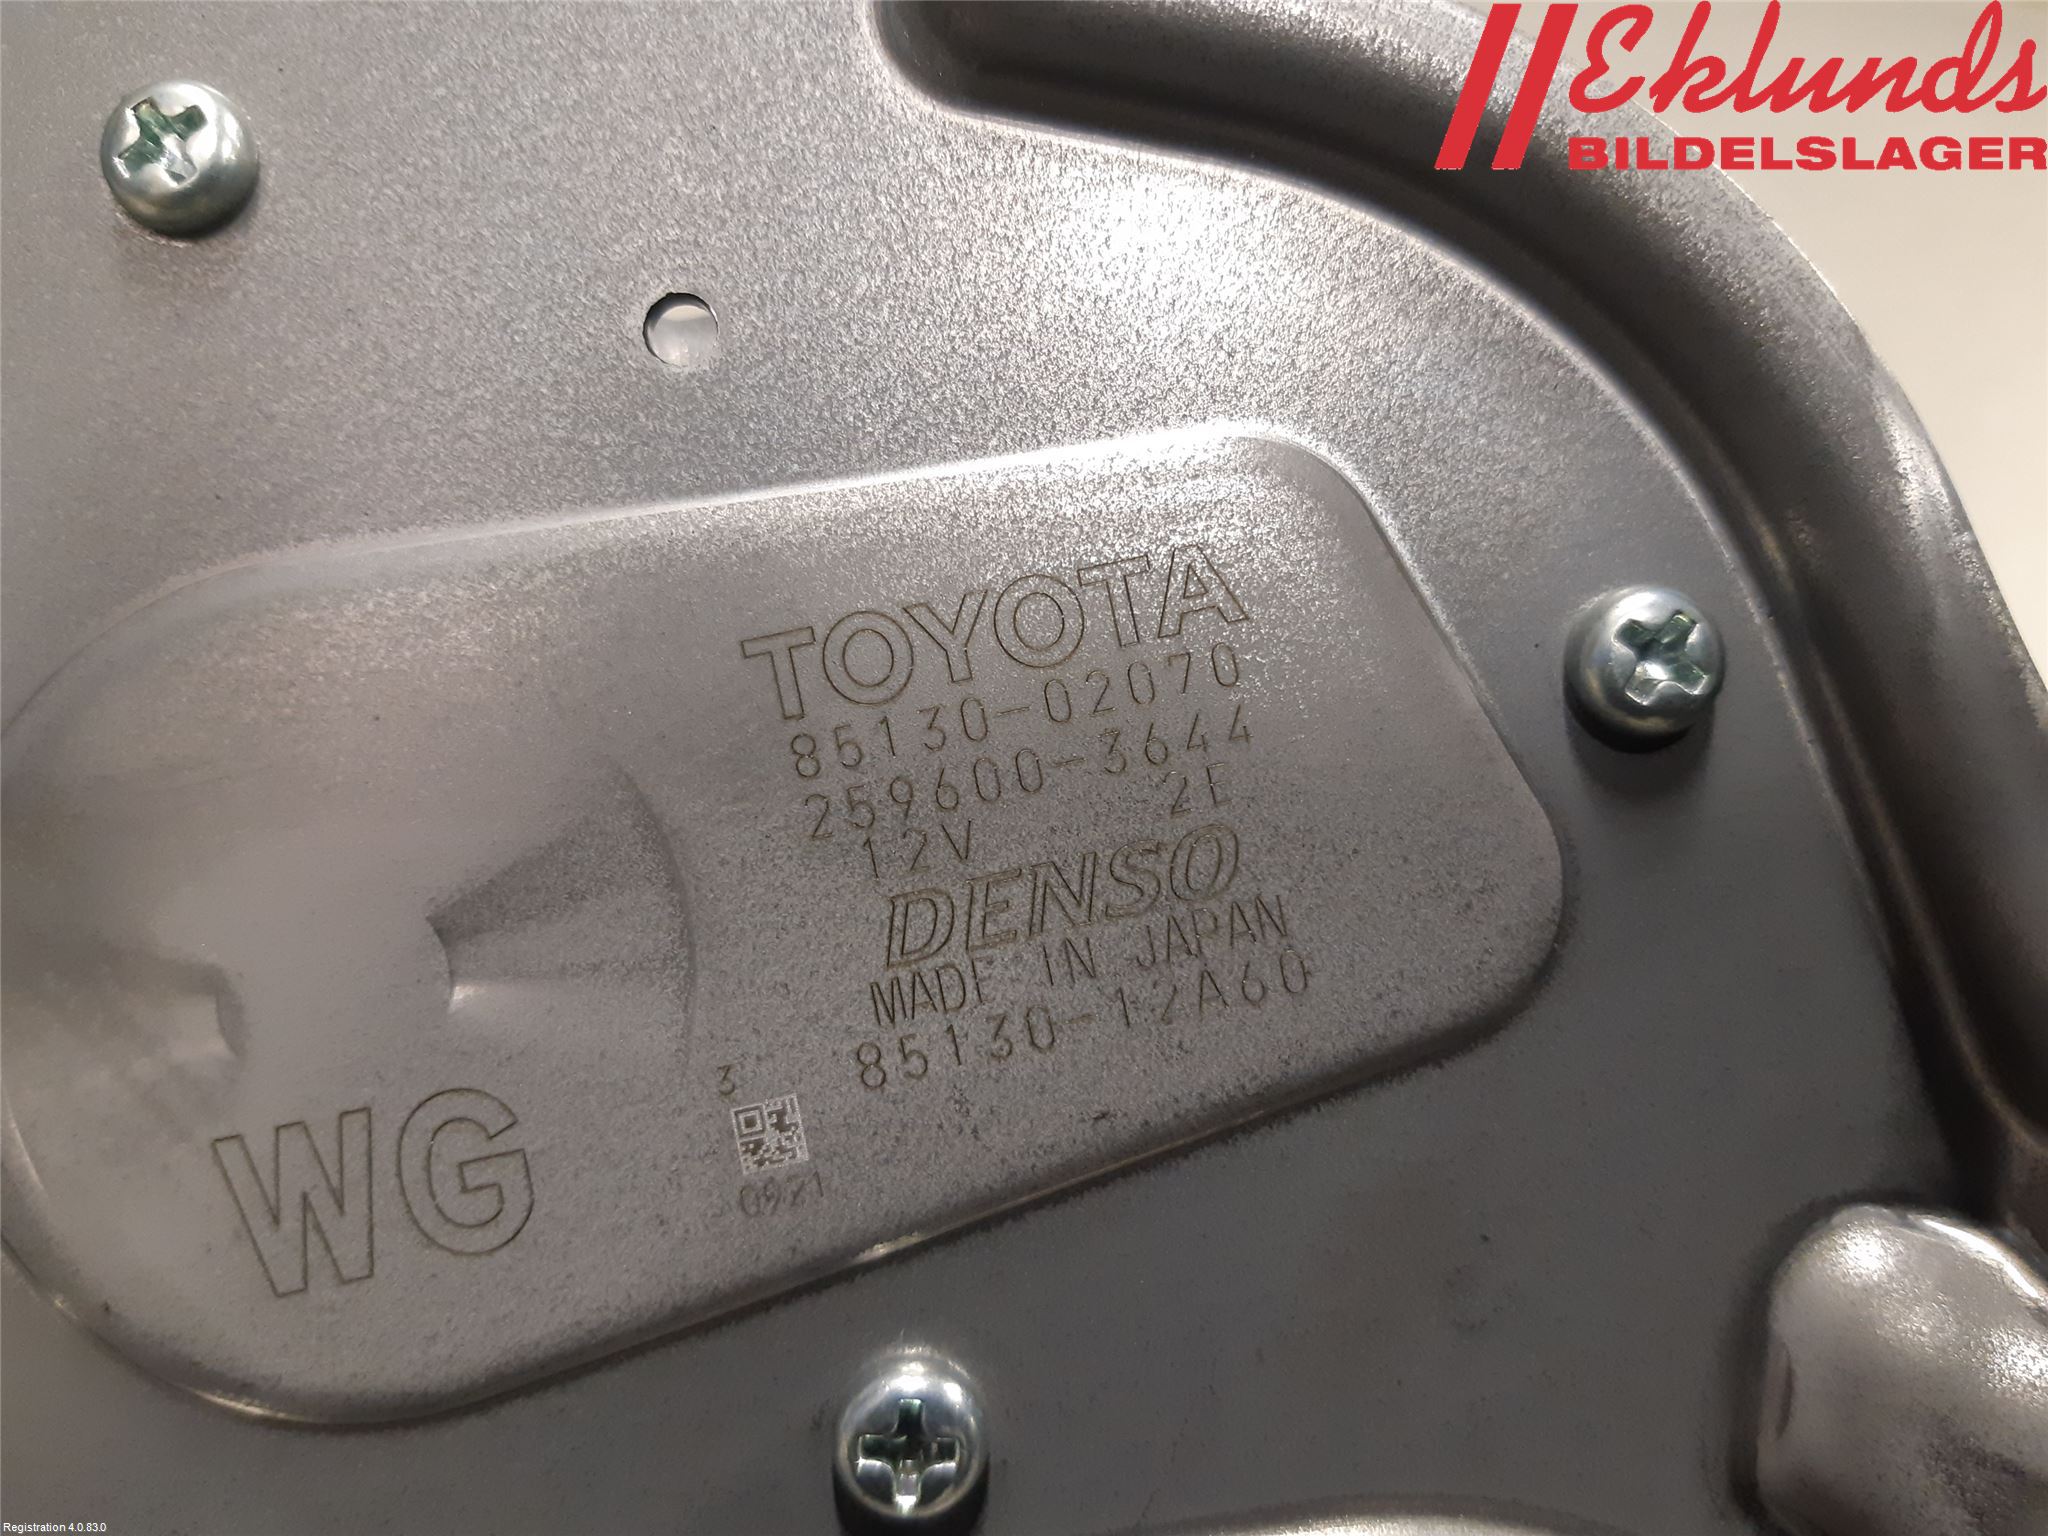 Eklunds
BILDELSLAGER
TOYOTA
85130-02070
259600-3644
12V 2E
DENSO
MADE IN JAPAN
85130-12A60
3
WG
Registration 4.0.83.0